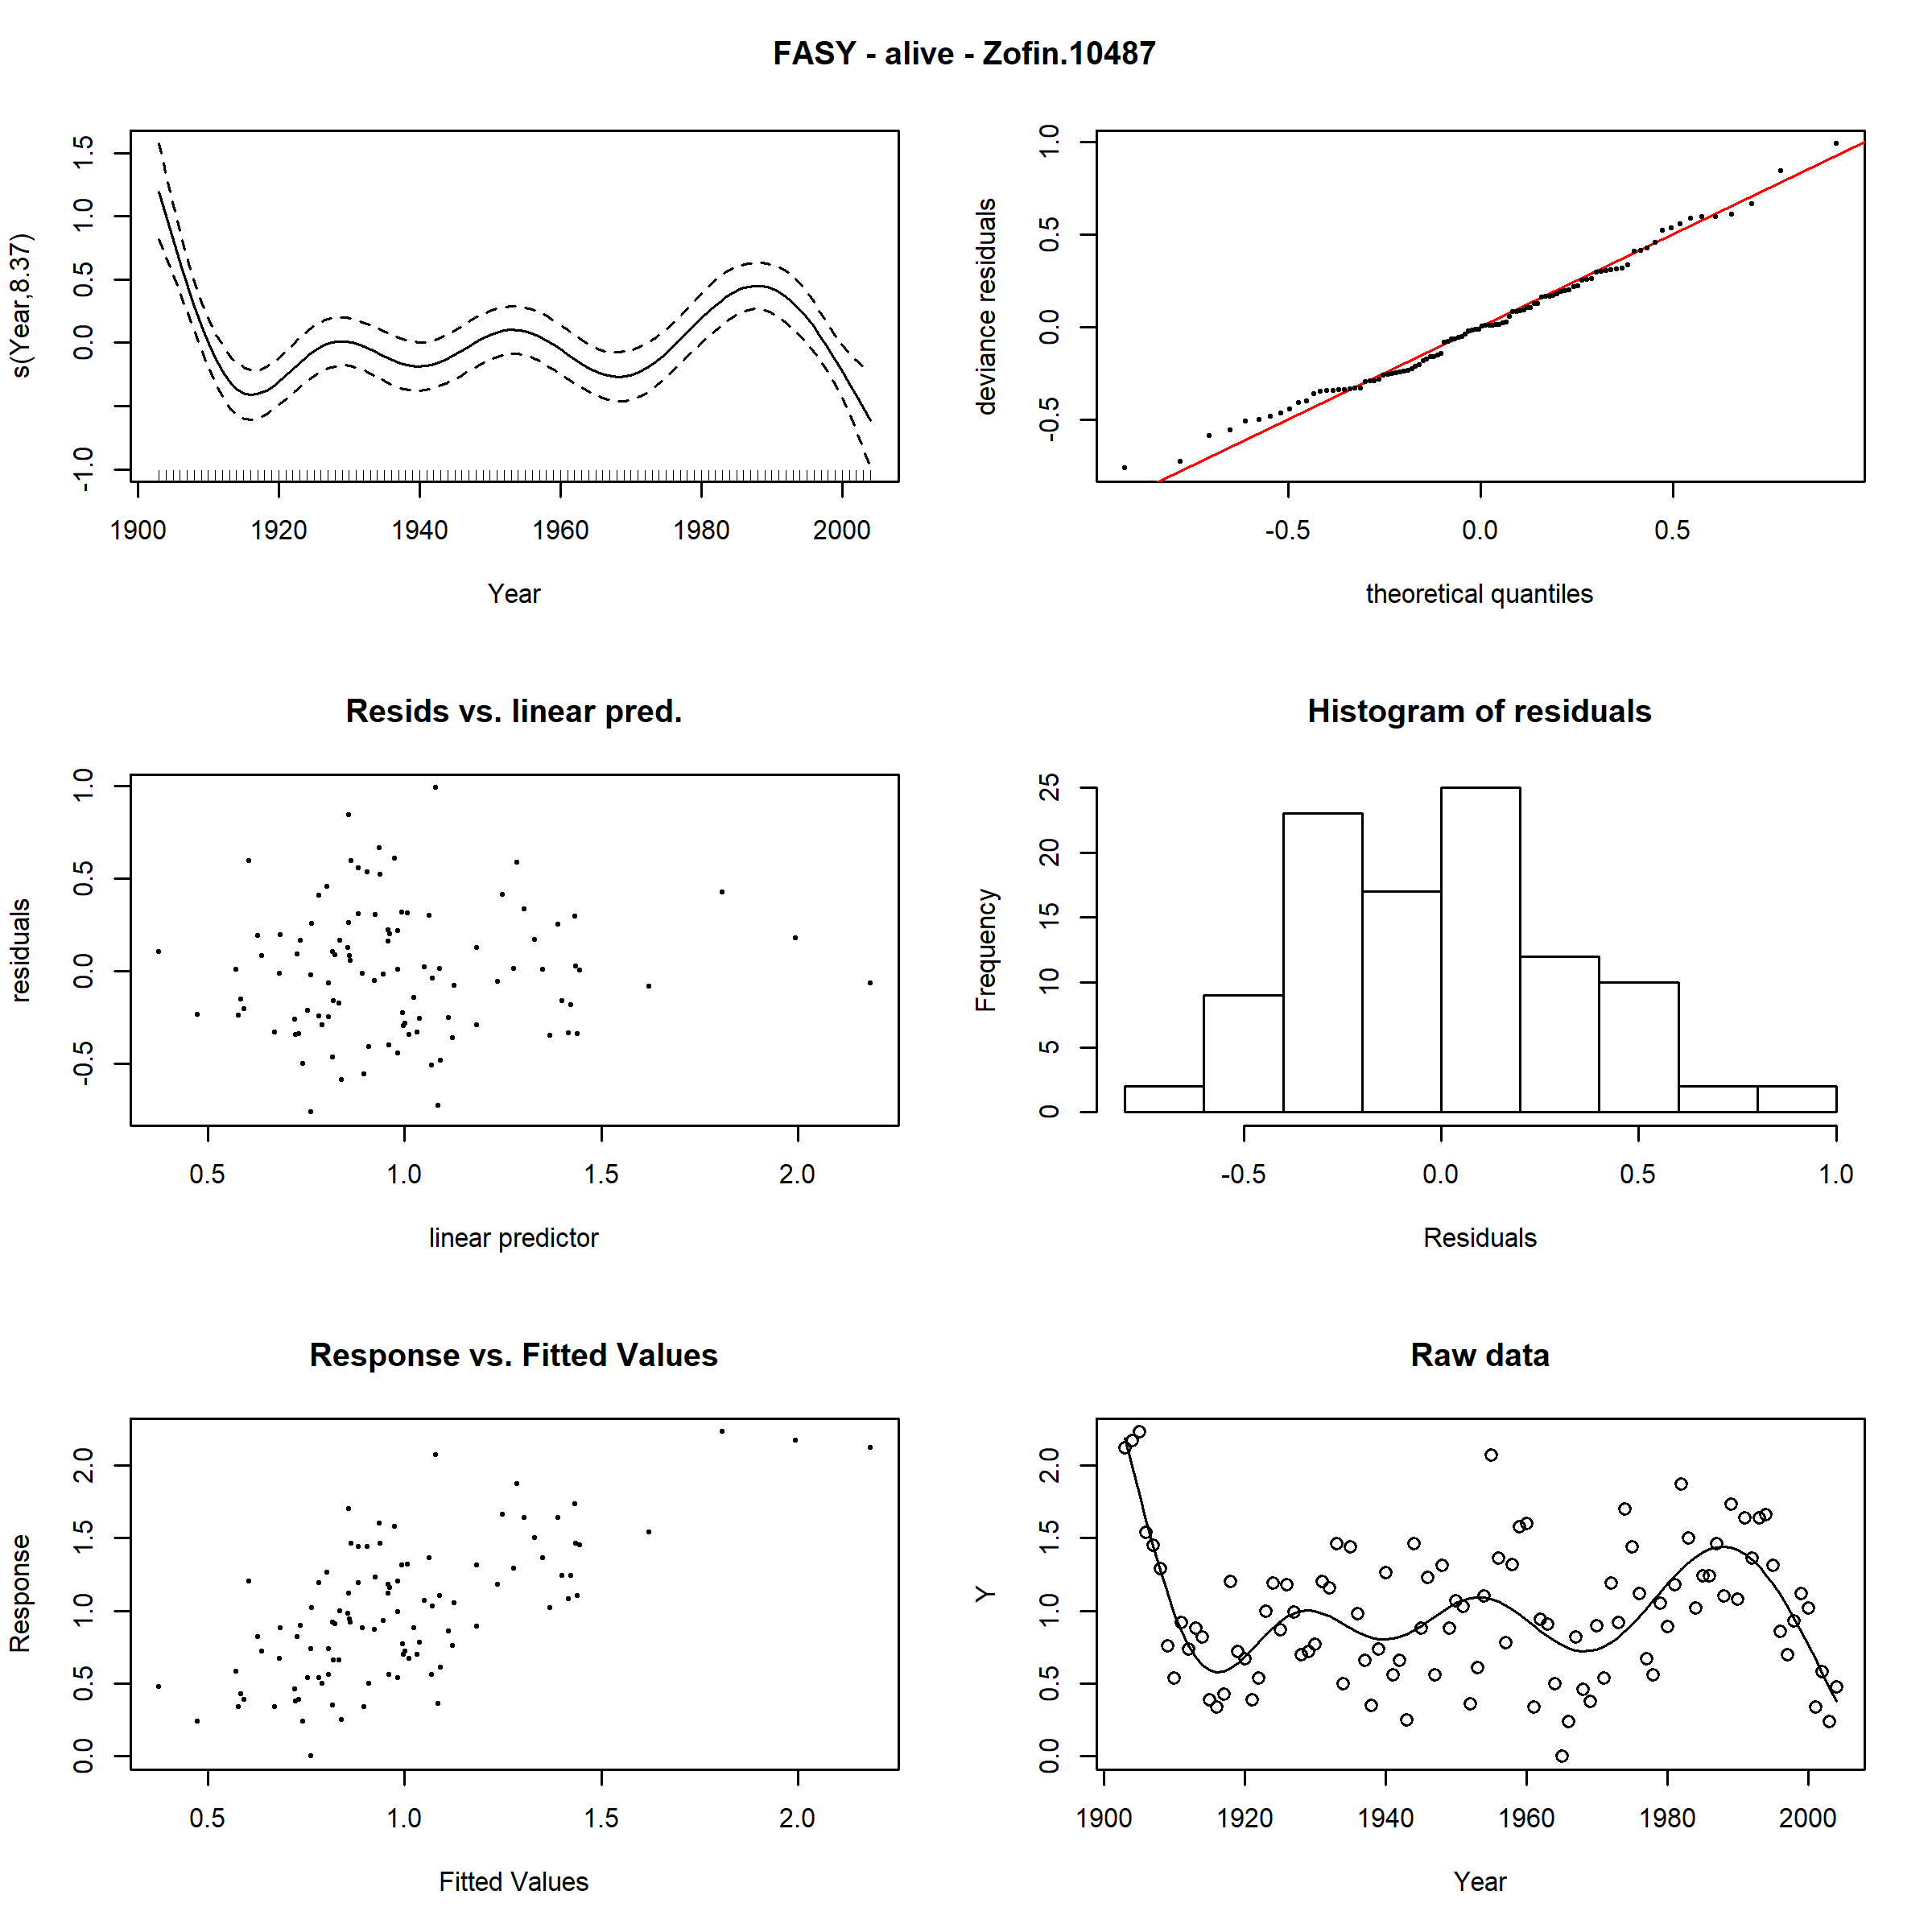 FASY - alive - Zofin.10487
s(Year,8.37)
1.5
1.0
0.5
0.0
-1.0
1900 1920 1940 1960 1980 2000
Year
deviance residuals
1.0
0.5
0.0
-0.5
-0.5 0.0 0.5
theoretical quantiles
Resids vs. linear pred.
residuals
1.0
0.5
0.0
-0.5
0.5 1.0 1.5 2.0
linear predictor
Histogram of residuals
Frequency
25
20
15
10
5
0
-0.5 0.0 0.5 1.0
Residuals
Response vs. Fitted Values
Response
2.0
1.5
1.0
0.5
0.0
0.5 1.0 1.5 2.0
Fitted Values
Raw data
Y
2.0
1.5
1.0
0.5
0.0
1900 1920 1940 1960 1980 2000
Year